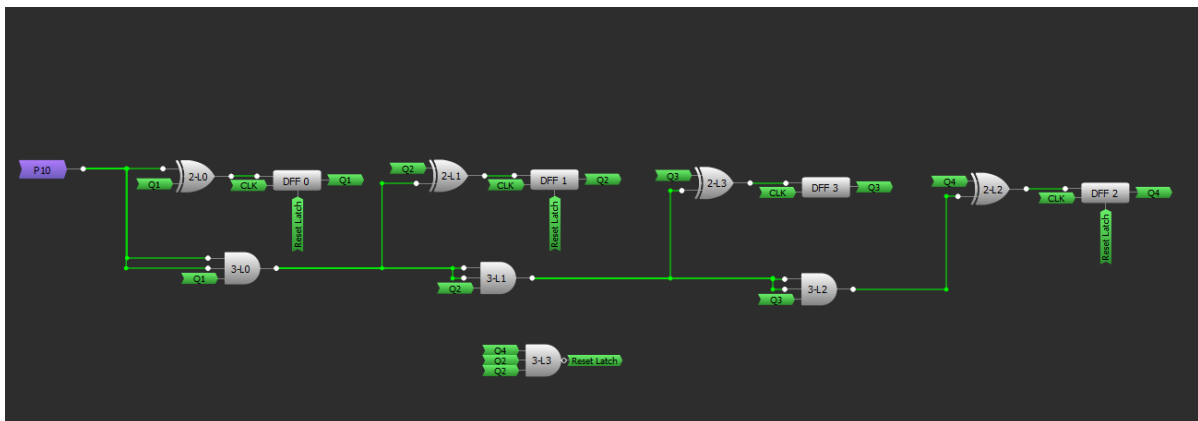 P10
Q1
2-L0
CLK
DFF 0
Q1
Reset Latch
Q1
3-L0
Q2
2-L1
CLK
DFF 1
Q2
Reset Latch
Q2
3-L1
Q3
2-L3
CLK
DFF 3
Q3
Q3
3-L2
Q4
2-L2
CLK
DFF 2
Q4
Reset Latch
Q4
Q2
Q2
3-L3
Reset Latch